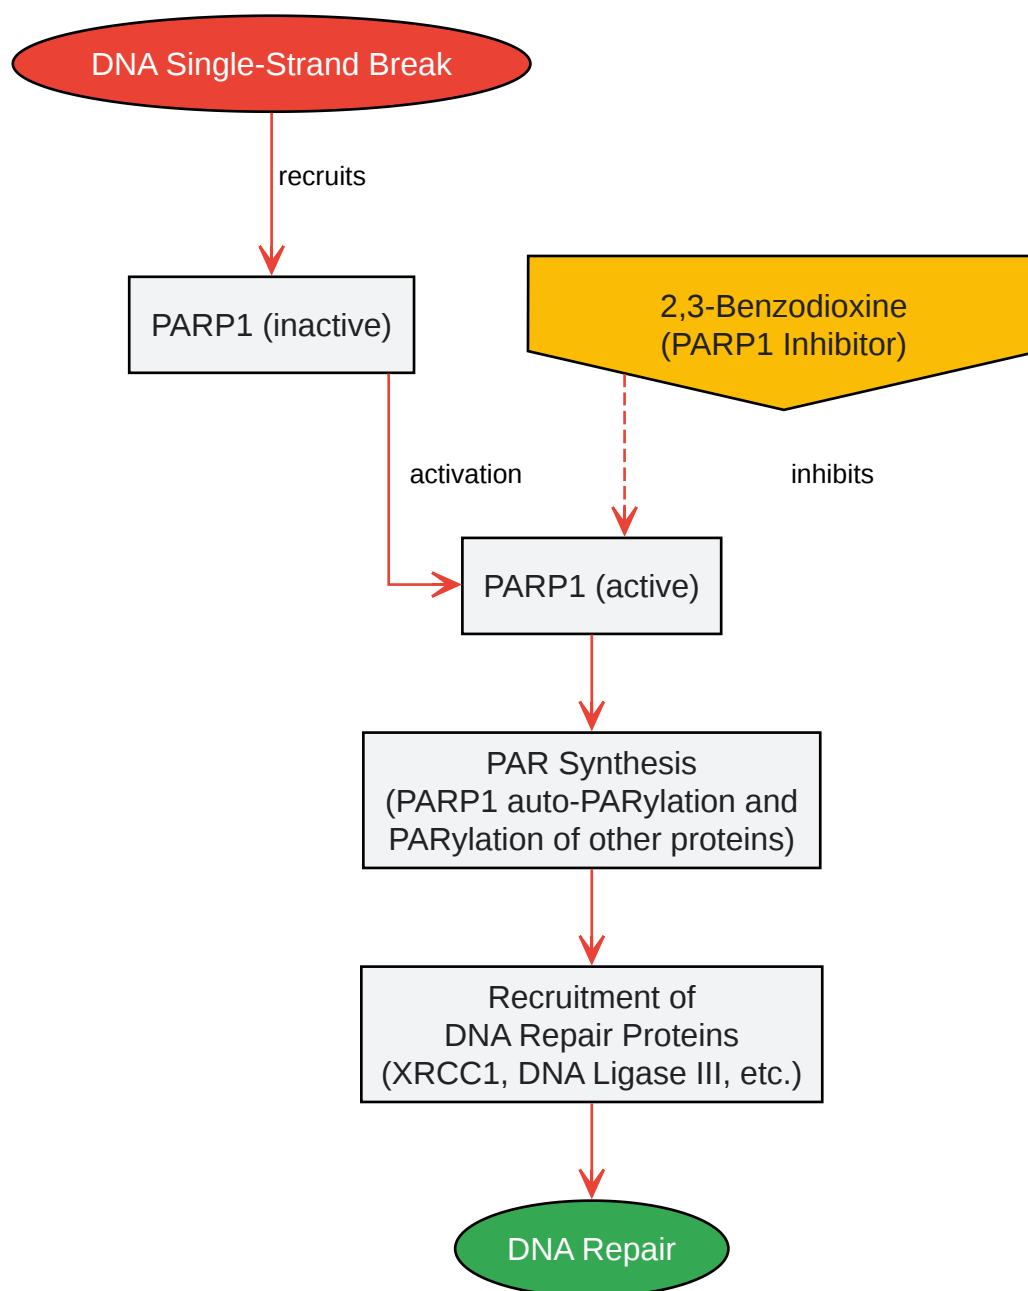 DNA Single-Strand Break
recruits
PARP1 (inactive)
2,3-Benzodioxine
(PARP1 Inhibitor)
activation
inhibits
PARP1 (active)
PAR Synthesis
(PARP1 auto-PARylation and
PARylation of other proteins)
Recruitment of
DNA Repair Proteins
(XRCC1, DNA Ligase III, etc.)
DNA Repair